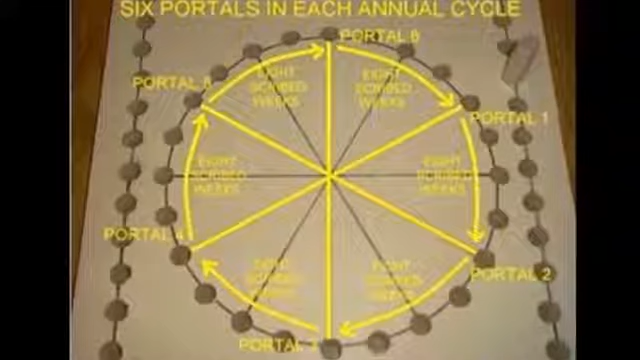 SIX PORTALS IN EACH ANNUAL CYCLE
PORTAL 6
EIGHT
SCRIBED
WEEKS
EIGHT
SCRIBED
WEEKS
PORTAL 5
PORTAL 1
EIGHT
SCRIBED
WEEKS
EIGHT
SCRIBED
WEEKS
PORTAL 4
EIGHT
SCRIBED
WEEKS
EIGHT
SCRIBED
WEEKS
PORTAL 2
PORTAL